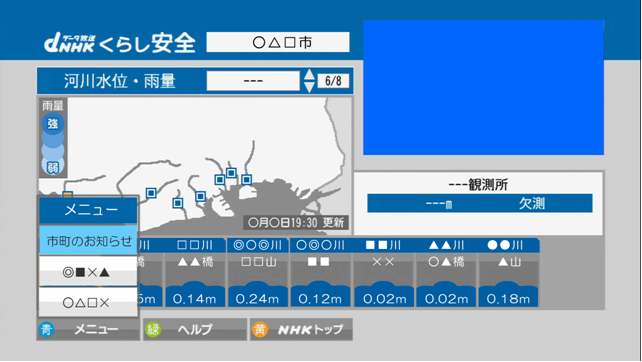 データ放送
dNHK くらし安全
○△□市
河川水位・雨量
---
6/8
雨量
強
弱
○月○日19:30 更新
---観測所
---m 欠測
メニュー
市町のお知らせ
◎■×▲
○△□×
川 □□川 ◎○◎川 ○◎○川 ■■川 ▲▲川 ●●川
橋 ▲▲橋 □□山 ■■ ×× ○▲橋 ▲山
m 0.14m 0.24m 0.12m 0.02m 0.02m 0.18m
青 メニュー
緑 ヘルプ
黄 NHKトップ